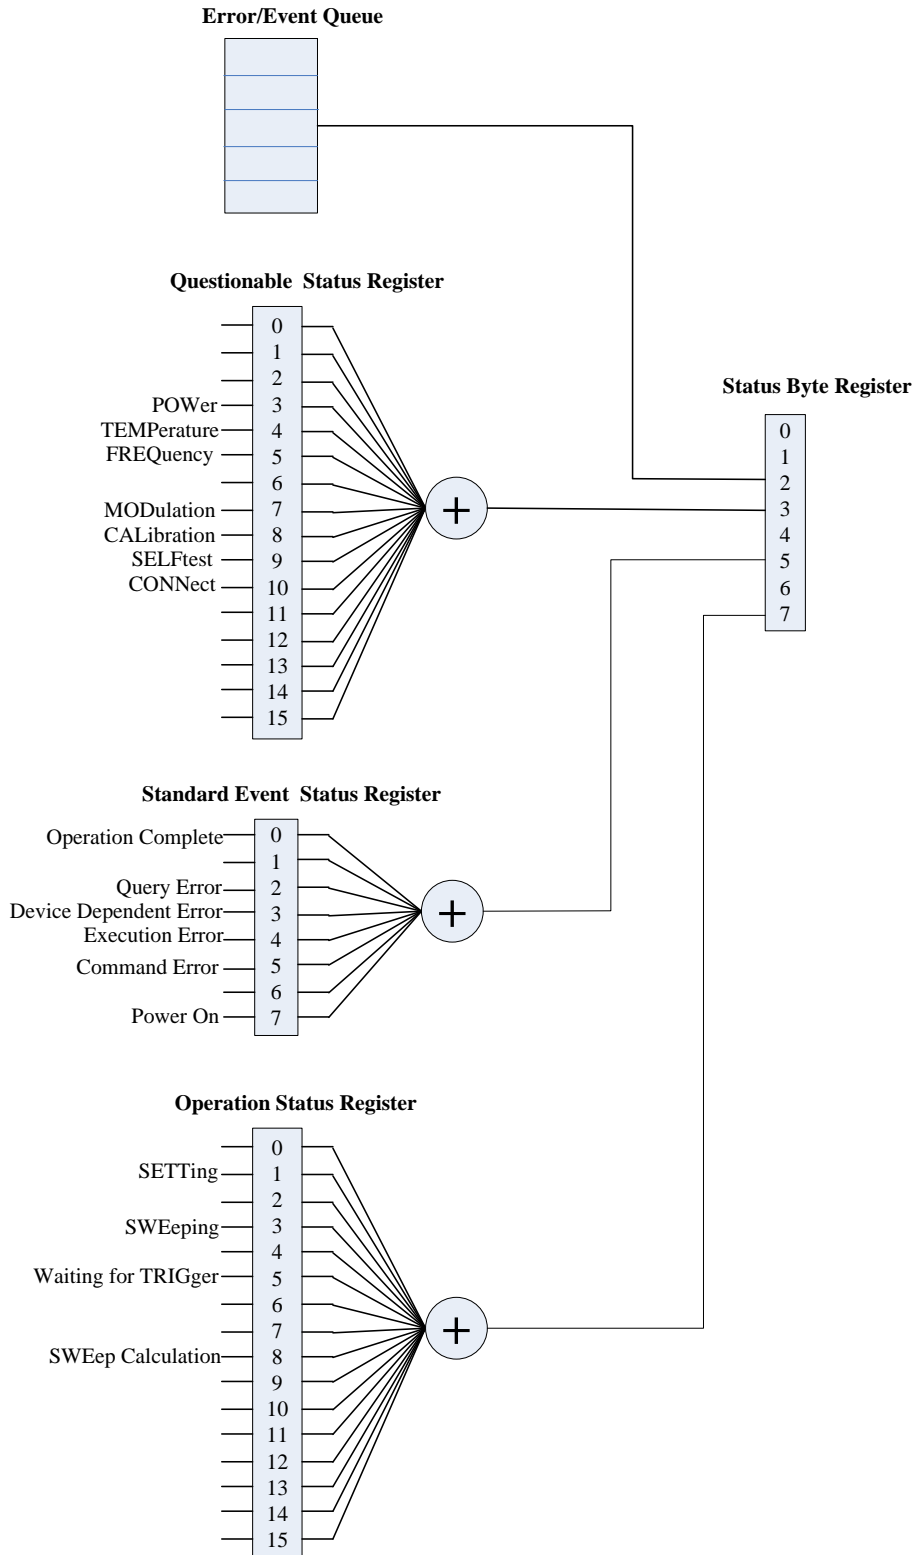 Error/Event Queue
Questionable Status Register
0
1
2
POWer 3
TEMPerature 4
FREQuency 5
6
MODulation 7
CALibration 8
SELFtest 9
CONNect 10
11
12
13
14
15
+
Status Byte Register
0
1
2
3
4
5
6
7
Standard Event Status Register
Operation Complete 0
1
Query Error 2
Device Dependent Error 3
Execution Error 4
Command Error 5
6
Power On 7
+
Operation Status Register
0
SETTing 1
2
SWEeping 3
4
Waiting for TRIGger 5
6
7
SWEep Calculation 8
9
10
11
12
13
14
15
+